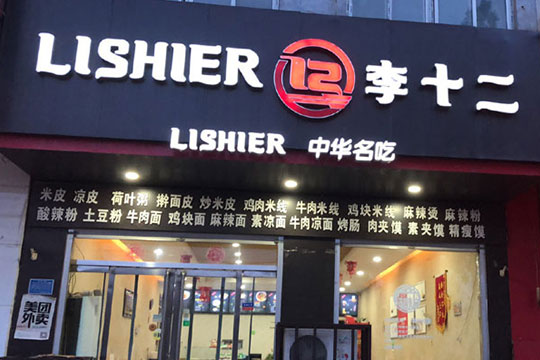 LISHIER 12 李十二
LISHIER 中华名吃
米皮 凉皮 荷叶粥 擀面皮 炒米皮 鸡肉米线 牛肉米线 鸡块米线 麻辣烫 麻辣粉
酸辣粉 土豆粉 牛肉面 鸡块面 麻辣面 素凉面 牛肉凉面 烤肠 肉夹馍 素夹馍 精瘦馍
美团
外卖